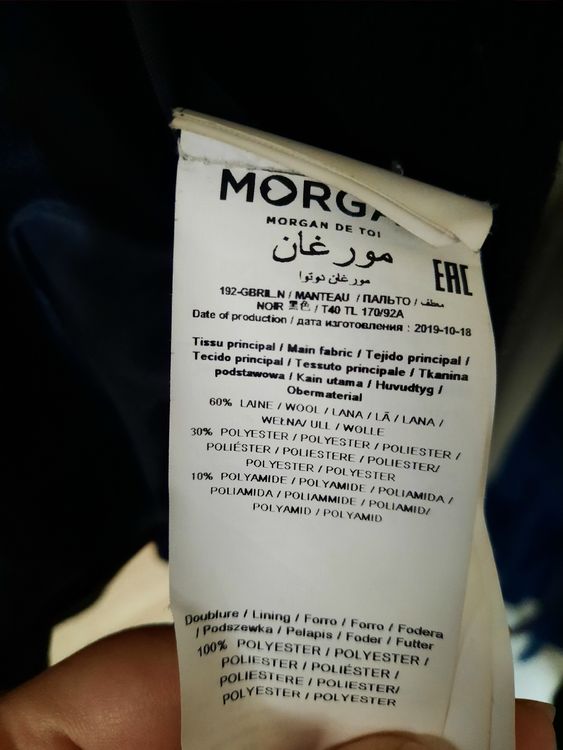 MORGA
MORGAN DE TOI
مورغان
مورغان دوتوا
EAC
192-GBRIL_N / MANTEAU / ПАЛЬТО / معطف
NOIR 黑色 / T40 TL 170/92A
Date of production / дата изготовления : 2019-10-18
Tissu principal / Main fabric / Tejido principal /
Tecido principal / Tessuto principale / Tkanina
podstawowa / Kain utama / Huvudtyg /
Obermaterial
60% LAINE / WOOL / LANA / LÃ / LANA /
WEŁNA/ ULL / WOLLE
30% POLYESTER / POLYESTER / POLIESTER /
POLIÉSTER / POLIESTERE / POLIESTER/
POLYESTER / POLYESTER
10% POLYAMIDE / POLYAMIDE / POLIAMIDA /
POLIAMIDA / POLIAMMIDE / POLIAMID/
POLYAMID / POLYAMID
Doublure / Lining / Forro / Forro / Fodera
/ Podszewka / Pelapis / Foder / Futter
100% POLYESTER / POLYESTER /
POLIESTER / POLIÉSTER /
POLIESTERE / POLIESTER/
POLYESTER / POLYESTER